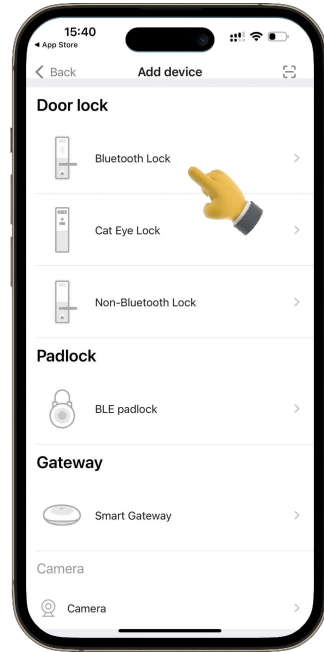 15:40
App Store
Back Add device
Door lock
Bluetooth Lock
Cat Eye Lock
Non-Bluetooth Lock
Padlock
BLE padlock
Gateway
Smart Gateway
Camera
Camera